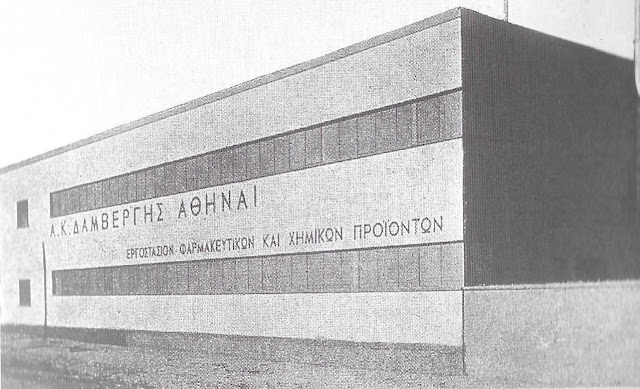 Α.Κ.ΔΑΜΒΕΡΓΗΣ ΑΘΗΝΑΙ
ΕΡΓΟΣΤΑΣΙΟΝ ΦΑΡΜΑΚΕΥΤΙΚΩΝ ΚΑΙ ΧΗΜΙΚΩΝ ΠΡΟΪΟΝΤΩΝ